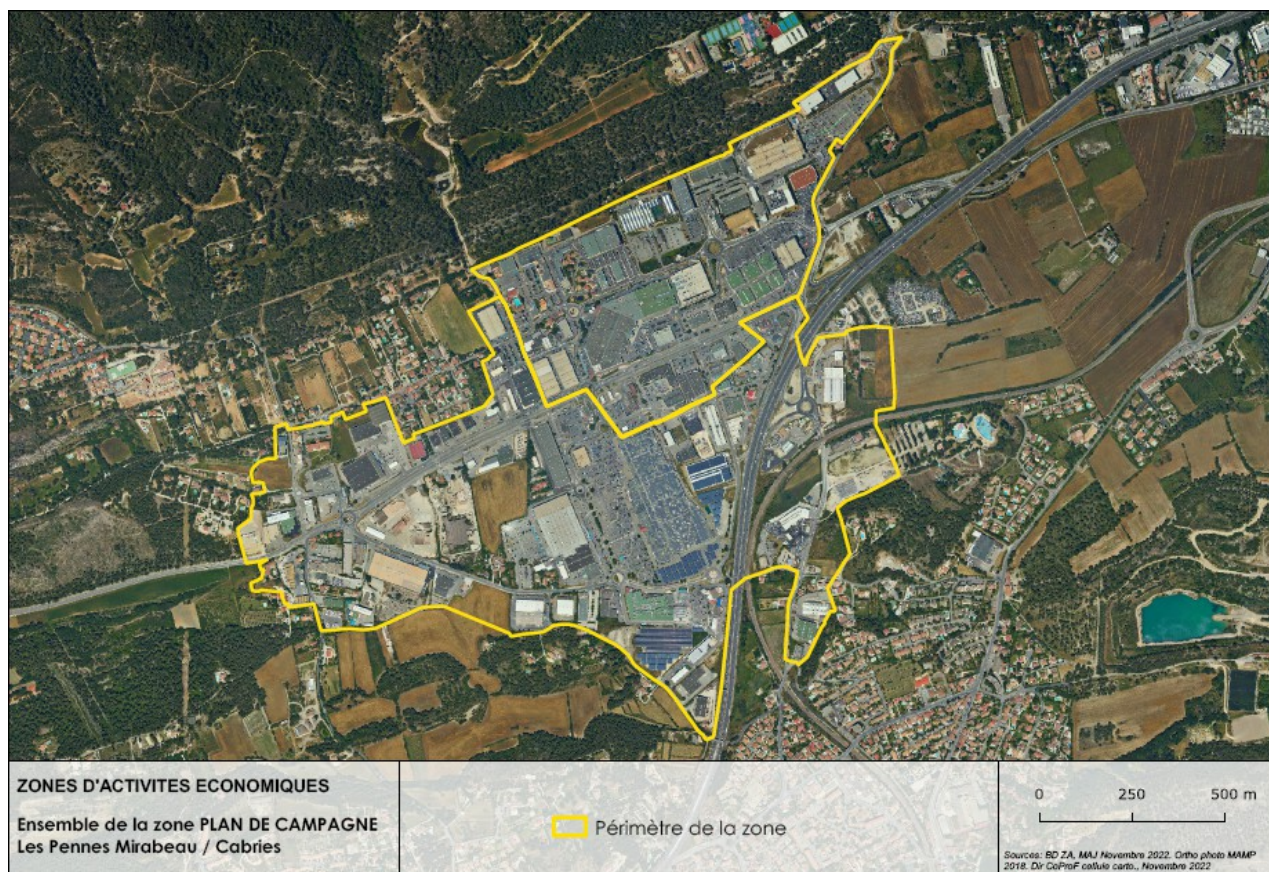 ZONES D'ACTIVITES ECONOMIQUES
Ensemble de la zone PLAN DE CAMPAGNE
Les Pennes Mirabeau / Cabries
Périmètre de la zone
0 250 500 m
Sources: BD ZA, MAJ Novembre 2022. Ortho photo MAMP
2018. Dir CoProF cellule carto., Novembre 2022